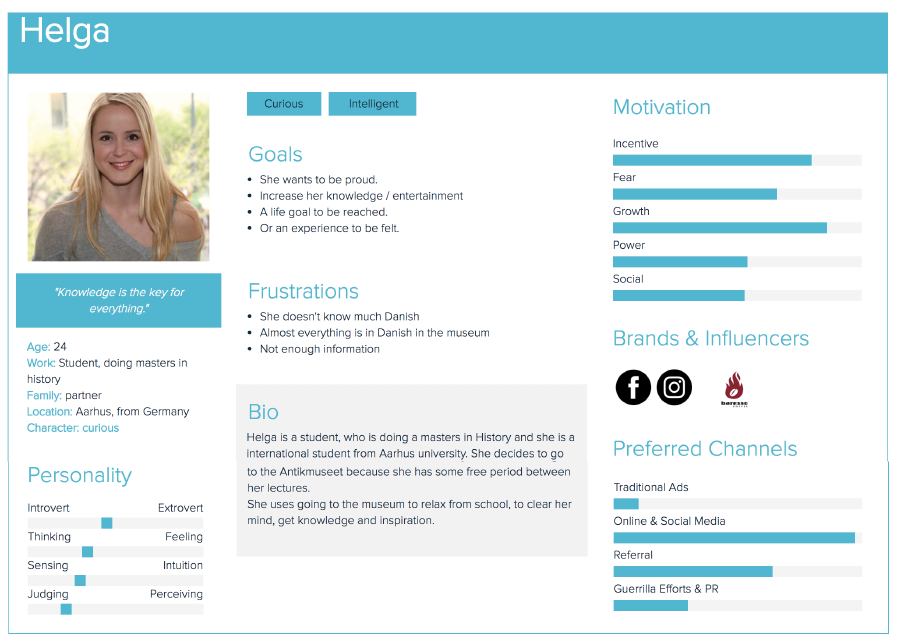 Helga
"Knowledge is the key for
everything."
Age: 24
Work: Student, doing masters in
history
Family: partner
Location: Aarhus, from Germany
Character: curious
Personality
Introvert Extrovert
Thinking Feeling
Sensing Intuition
Judging Perceiving
Curious Intelligent
Goals
• She wants to be proud.
• Increase her knowledge / entertainment
• A life goal to be reached.
• Or an experience to be felt.
Frustrations
• She doesn't know much Danish
• Almost everything is in Danish in the museum
• Not enough information
Bio
Helga is a student, who is doing a masters in History and she is a
international student from Aarhus university. She decides to go
to the Antikmuseet because she has some free period between
her lectures.
She uses going to the museum to relax from school, to clear her
mind, get knowledge and inspiration.
Motivation
Incentive
Fear
Growth
Power
Social
Brands & Influencers
baresso
Preferred Channels
Traditional Ads
Online & Social Media
Referral
Guerrilla Efforts & PR